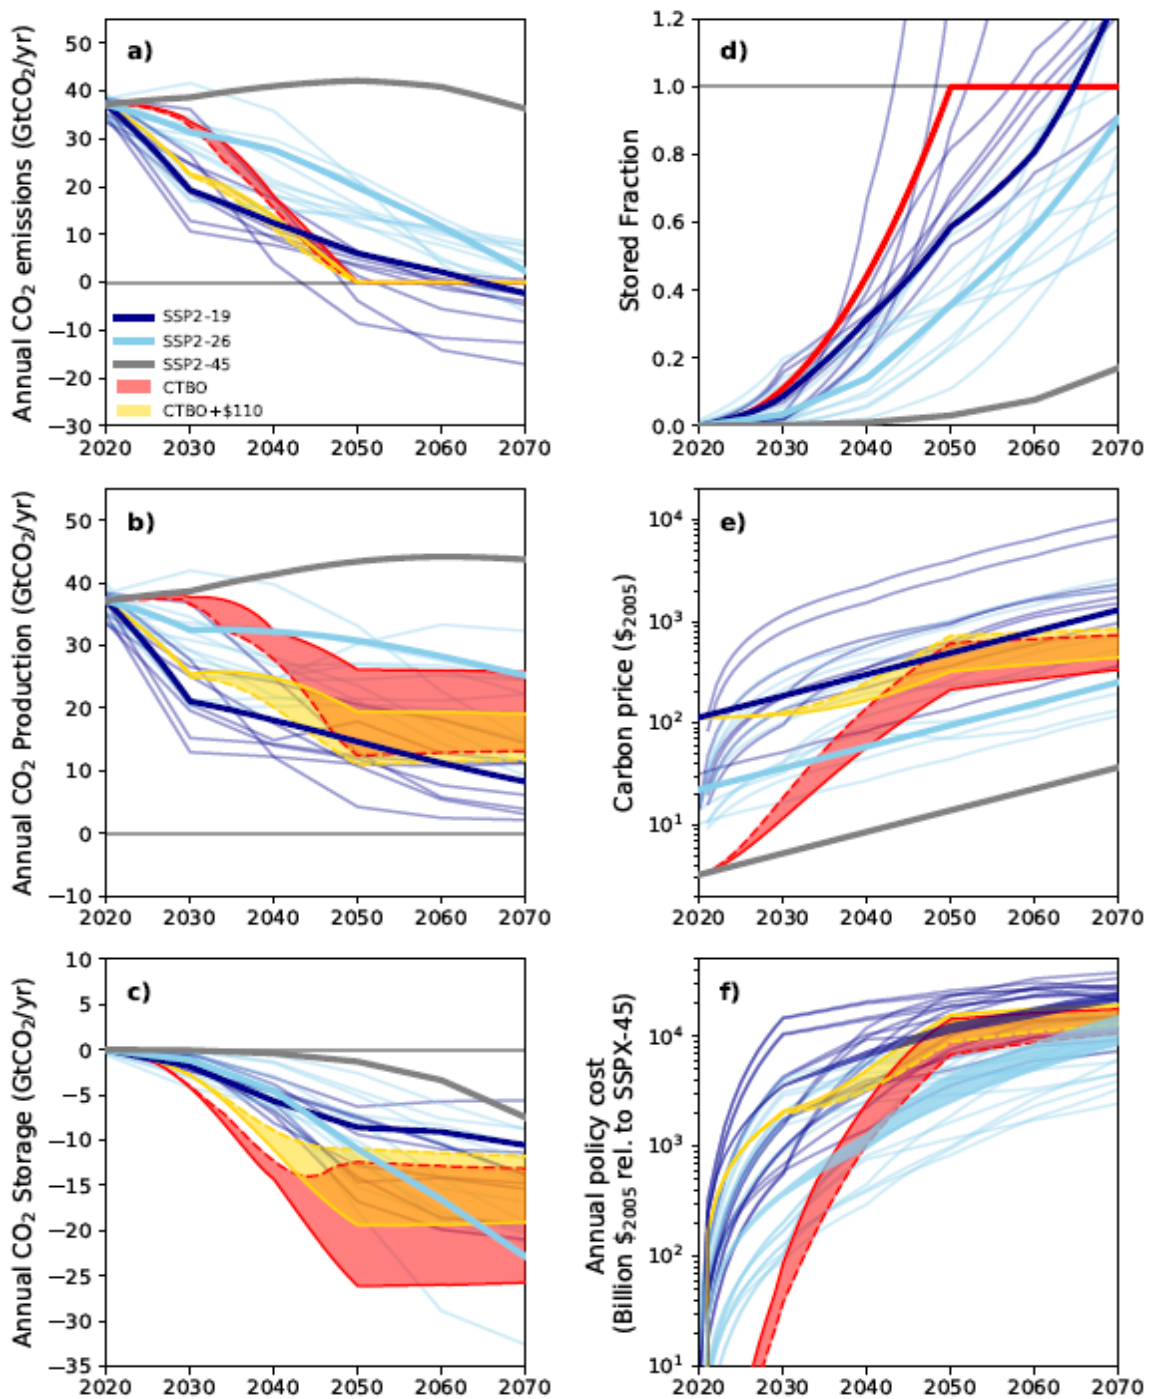 a)
Annual CO₂ emissions (GtCO₂/yr)
50
40
30
20
10
0
−10
−20
−30
2020 2030 2040 2050 2060 2070
SSP2-19
SSP2-26
SSP2-45
CTBO
CTBO+$110
d)
Stored Fraction
1.2
1.0
0.8
0.6
0.4
0.2
0.0
2020 2030 2040 2050 2060 2070
b)
Annual CO₂ Production (GtCO₂/yr)
50
40
30
20
10
0
−10
2020 2030 2040 2050 2060 2070
e)
Carbon price ($₂₀₀₅)
10⁴
10³
10²
10¹
2020 2030 2040 2050 2060 2070
c)
Annual CO₂ Storage (GtCO₂/yr)
10
5
0
−5
−10
−15
−20
−25
−30
−35
2020 2030 2040 2050 2060 2070
f)
Annual policy cost
(Billion $₂₀₀₅ rel. to SSPX-45)
10⁴
10³
10²
10¹
2020 2030 2040 2050 2060 2070